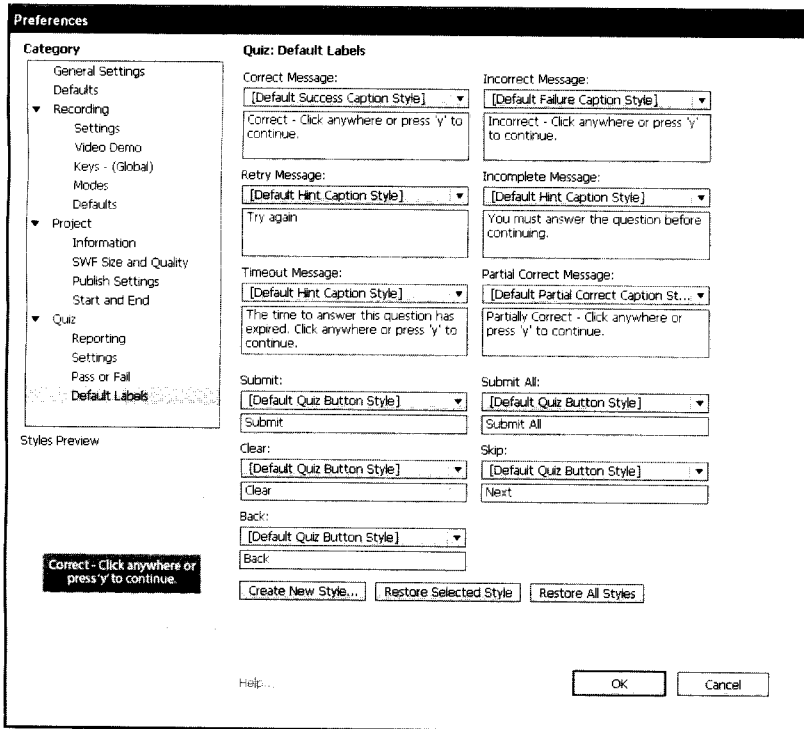 Preferences
Category
General Settings
Defaults
Recording
Settings
Video Demo
Keys - (Global)
Modes
Defaults
Project
Information
SWF Size and Quality
Publish Settings
Start and End
Quiz
Reporting
Settings
Pass or Fail
Default Labels
Styles Preview
Correct - Click anywhere or
press 'y' to continue.
Quiz: Default Labels
Correct Message:
[Default Success Caption Style]
Correct - Click anywhere or press 'y' to
continue.
Incorrect Message:
[Default Failure Caption Style]
Incorrect - Click anywhere or press 'y'
to continue.
Retry Message:
[Default Hint Caption Style]
Try again
Incomplete Message:
[Default Hint Caption Style]
You must answer the question before
continuing.
Timeout Message:
[Default Hint Caption Style]
The time to answer this question has
expired. Click anywhere or press 'y' to
continue.
Partial Correct Message:
[Default Partial Correct Caption St...
Partially Correct - Click anywhere or
press 'y' to continue.
Submit:
[Default Quiz Button Style]
Submit
Submit All:
[Default Quiz Button Style]
Submit All
Clear:
[Default Quiz Button Style]
Clear
Skip:
[Default Quiz Button Style]
Next
Back:
[Default Quiz Button Style]
Back
Create New Style...
Restore Selected Style
Restore All Styles
Help...
OK
Cancel